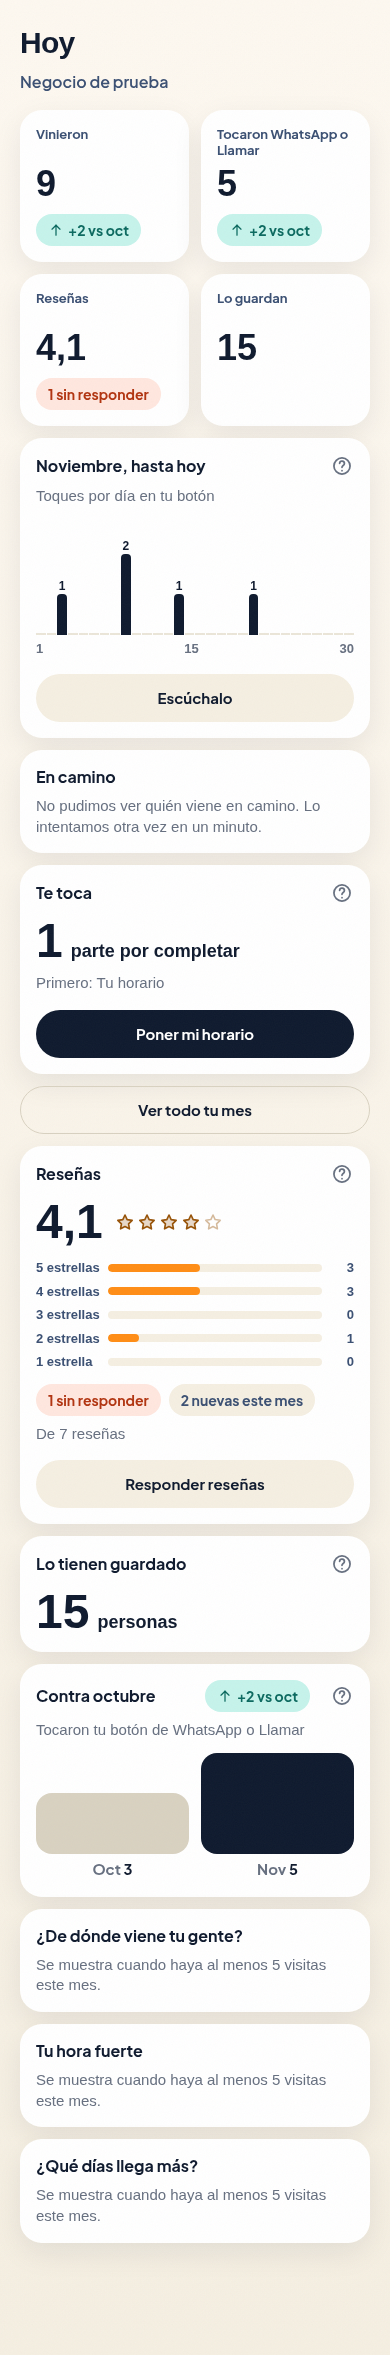 Hoy
Negocio de prueba
Vinieron
9
+2 vs oct
Tocaron WhatsApp o
Llamar
5
+2 vs oct
Reseñas
4,1
1 sin responder
Lo guardan
15
Noviembre, hasta hoy
Toques por día en tu botón
1 2 1 1
1 15 30
Escúchalo
En camino
No pudimos ver quién viene en camino. Lo
intentamos otra vez en un minuto.
Te toca
1 parte por completar
Primero: Tu horario
Poner mi horario
Ver todo tu mes
Reseñas
4,1
5 estrellas 3
4 estrellas 3
3 estrellas 0
2 estrellas 1
1 estrella 0
1 sin responder 2 nuevas este mes
De 7 reseñas
Responder reseñas
Lo tienen guardado
15 personas
Contra octubre +2 vs oct
Tocaron tu botón de WhatsApp o Llamar
Oct 3 Nov 5
¿De dónde viene tu gente?
Se muestra cuando haya al menos 5 visitas
este mes.
Tu hora fuerte
Se muestra cuando haya al menos 5 visitas
este mes.
¿Qué días llega más?
Se muestra cuando haya al menos 5 visitas
este mes.